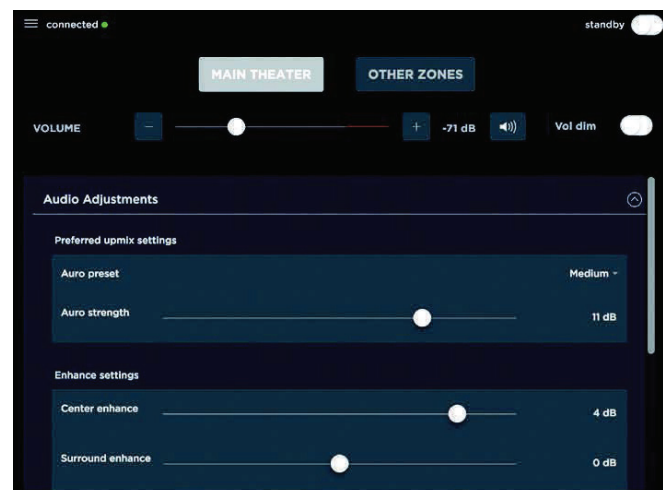 connected
standby
MAIN THEATER
OTHER ZONES
VOLUME
−
+
-71 dB
Vol dim
Audio Adjustments
Preferred upmix settings
Auro preset
Medium
Auro strength
11 dB
Enhance settings
Center enhance
4 dB
Surround enhance
0 dB